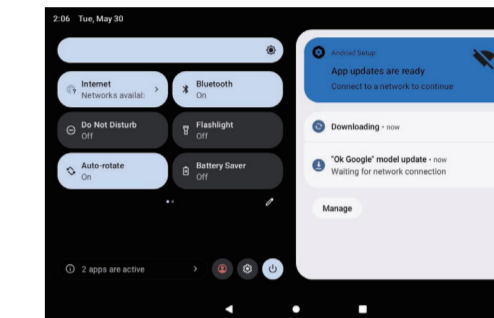 2:06 Tue, May 30
Internet
Networks availat
Bluetooth
On
Do Not Disturb
Off
Flashlight
Off
Auto-rotate
On
Battery Saver
Off
2 apps are active
Android Setup
App updates are ready
Connect to a network to continue
Downloading • now
"Ok Google" model update • now
Waiting for network connection
Manage